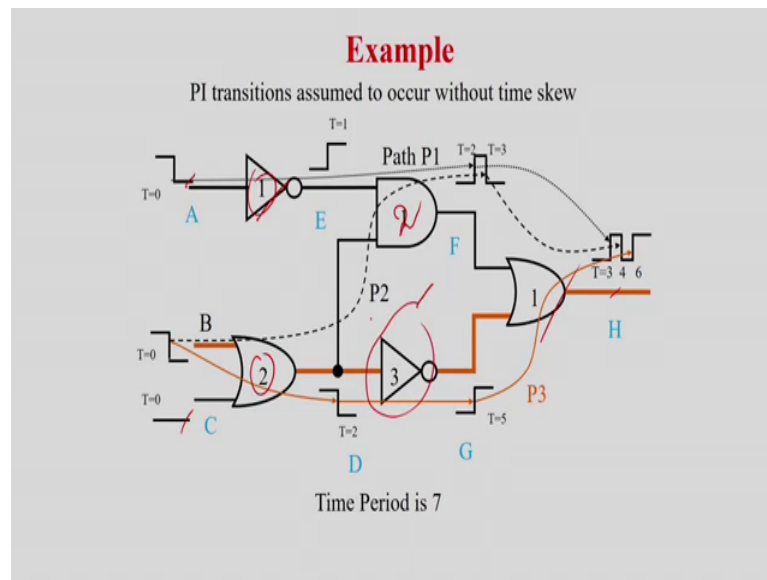 Example
PI transitions assumed to occur without time skew
T=1
Path P1
T=2 T=3
T=0
1
A
E
F
T=3 4 6
P2
1
H
B
T=0
2
3
P3
T=0
C
T=2
T=5
D
G
Time Period is 7